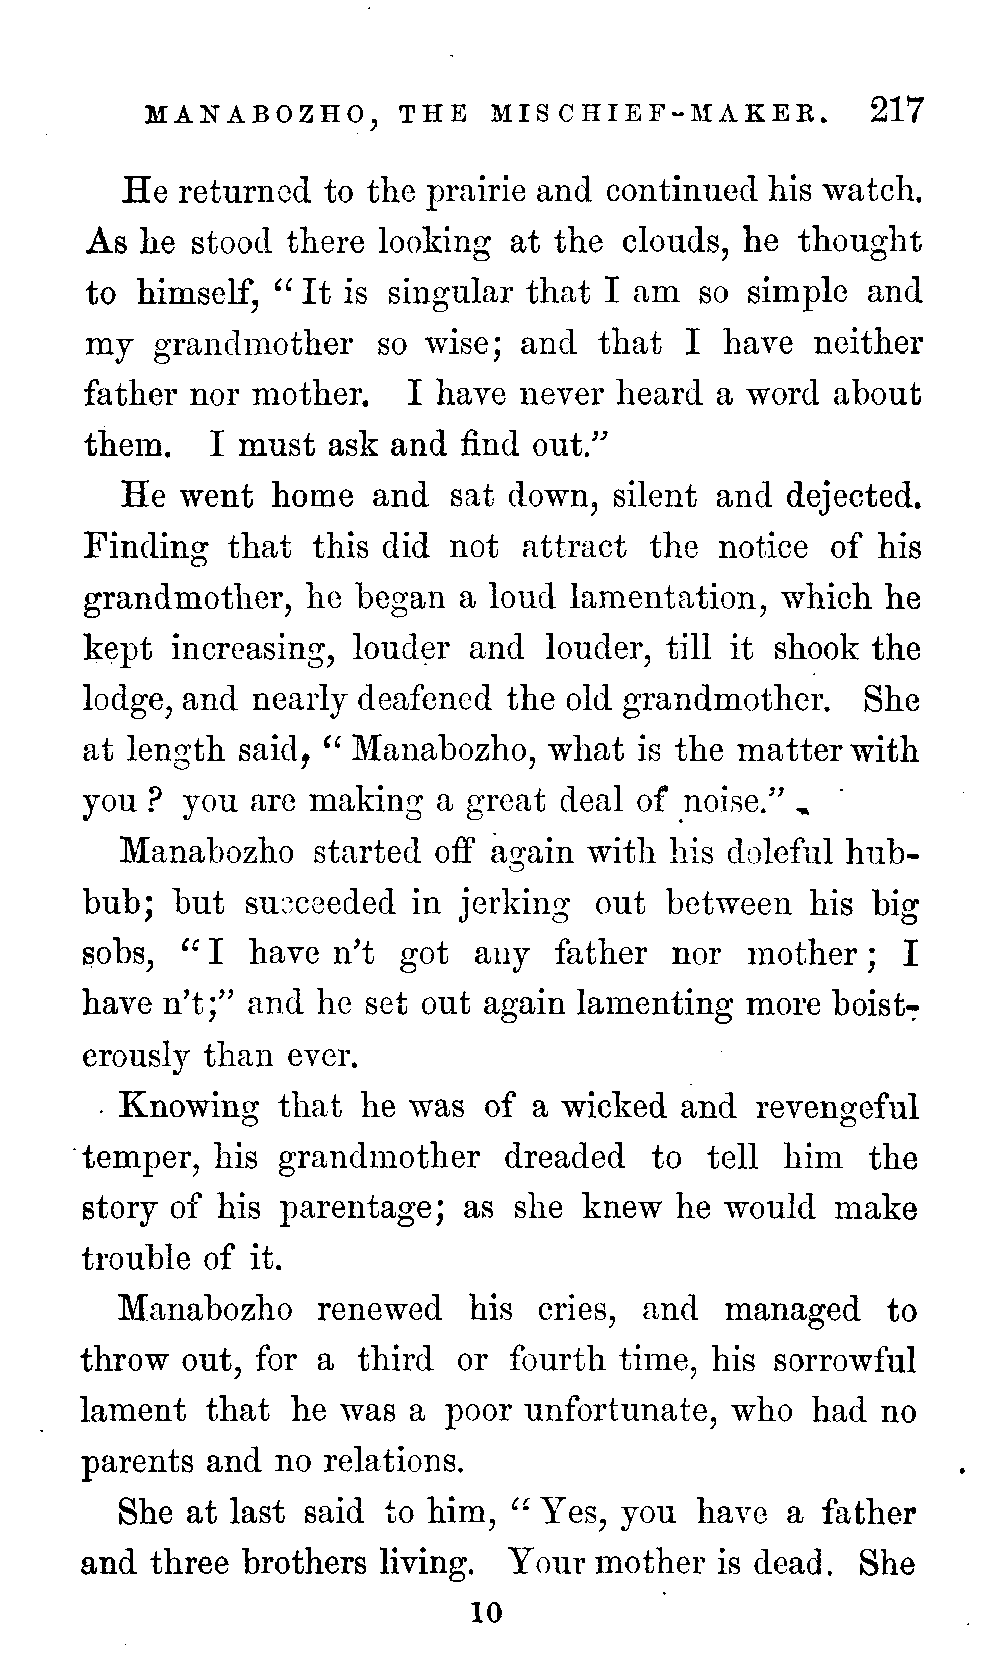 MANABOZHO, THE MISCHIEF-MAKER. 217
He returned to the prairie and continued his watch.
As he stood there looking at the clouds, he thought
to himself, “ It is singular that I am so simple and
my grandmother so wise; and that I have neither
father nor mother. I have never heard a word about
them. I must ask and find out.”
He went home and sat down, silent and dejected.
Finding that this did not attract the notice of his
grandmother, he began a loud lamentation, which he
kept increasing, louder and louder, till it shook the
lodge, and nearly deafened the old grandmother. She
at length said, “ Manabozho, what is the matter with
you ? you are making a great deal of noise.”
Manabozho started off again with his doleful hub-
bub; but succeeded in jerking out between his big
sobs, “ I have n’t got any father nor mother ; I
have n’t ;” and he set out again lamenting more boist-
erously than ever.
Knowing that he was of a wicked and revengeful
temper, his grandmother dreaded to tell him the
story of his parentage; as she knew he would make
trouble of it.
Manabozho renewed his cries, and managed to
throw out, for a third or fourth time, his sorrowful
lament that he was a poor unfortunate, who had no
parents and no relations.
She at last said to him, “ Yes, you have a father
and three brothers living. Your mother is dead. She
10